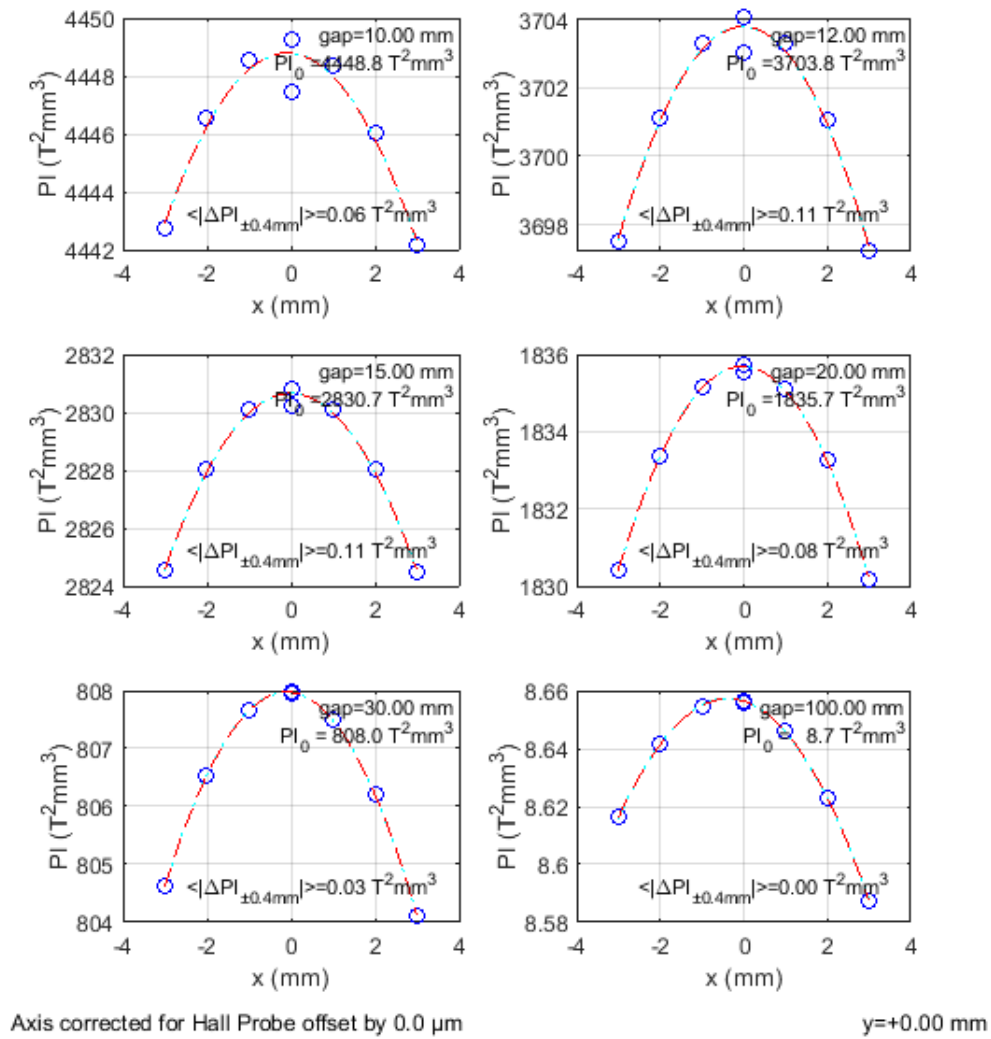 4450
4448
4446
4444
4442
PI (T²mm³)
gap=10.00 mm
PI₀ =4448.8 T²mm³
<|ΔPI±0.4mm|>=0.06 T²mm³
-4 -2 0 2 4
x (mm)
3704
3702
3700
3698
PI (T²mm³)
gap=12.00 mm
PI₀ =3703.8 T²mm³
<|ΔPI±0.4mm|>=0.11 T²mm³
-4 -2 0 2 4
x (mm)
2832
2830
2828
2826
2824
PI (T²mm³)
gap=15.00 mm
PI₀ =2830.7 T²mm³
<|ΔPI±0.4mm|>=0.11 T²mm³
-4 -2 0 2 4
x (mm)
1836
1834
1832
1830
PI (T²mm³)
gap=20.00 mm
PI₀ =1835.7 T²mm³
<|ΔPI±0.4mm|>=0.08 T²mm³
-4 -2 0 2 4
x (mm)
808
807
806
805
804
PI (T²mm³)
gap=30.00 mm
PI₀ = 808.0 T²mm³
<|ΔPI±0.4mm|>=0.03 T²mm³
-4 -2 0 2 4
x (mm)
8.66
8.64
8.62
8.6
8.58
PI (T²mm³)
gap=100.00 mm
PI₀ = 8.7 T²mm³
<|ΔPI±0.4mm|>=0.00 T²mm³
-4 -2 0 2 4
x (mm)
Axis corrected for Hall Probe offset by 0.0 µm
y=+0.00 mm